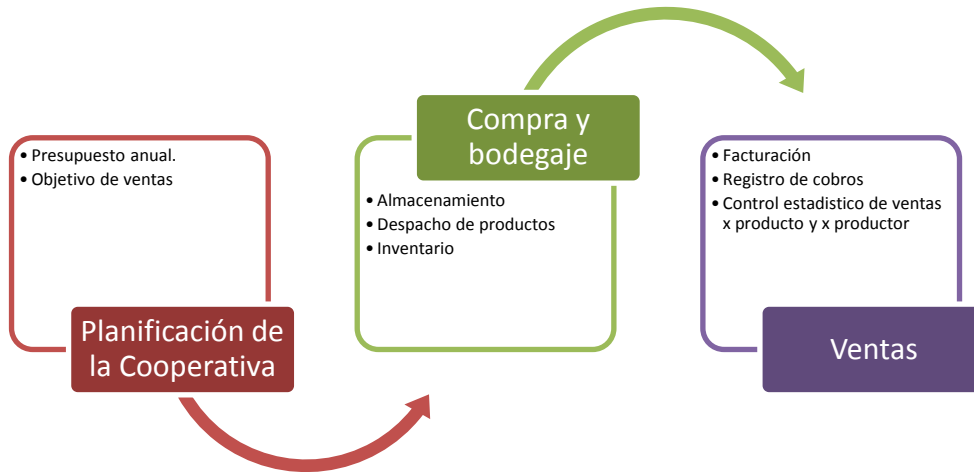 • Presupuesto anual.
• Objetivo de ventas
Planificación de
la Cooperativa
Compra y
bodegaje
• Almacenamiento
• Despacho de productos
• Inventario
• Facturación
• Registro de cobros
• Control estadistico de ventas
x producto y x productor
Ventas